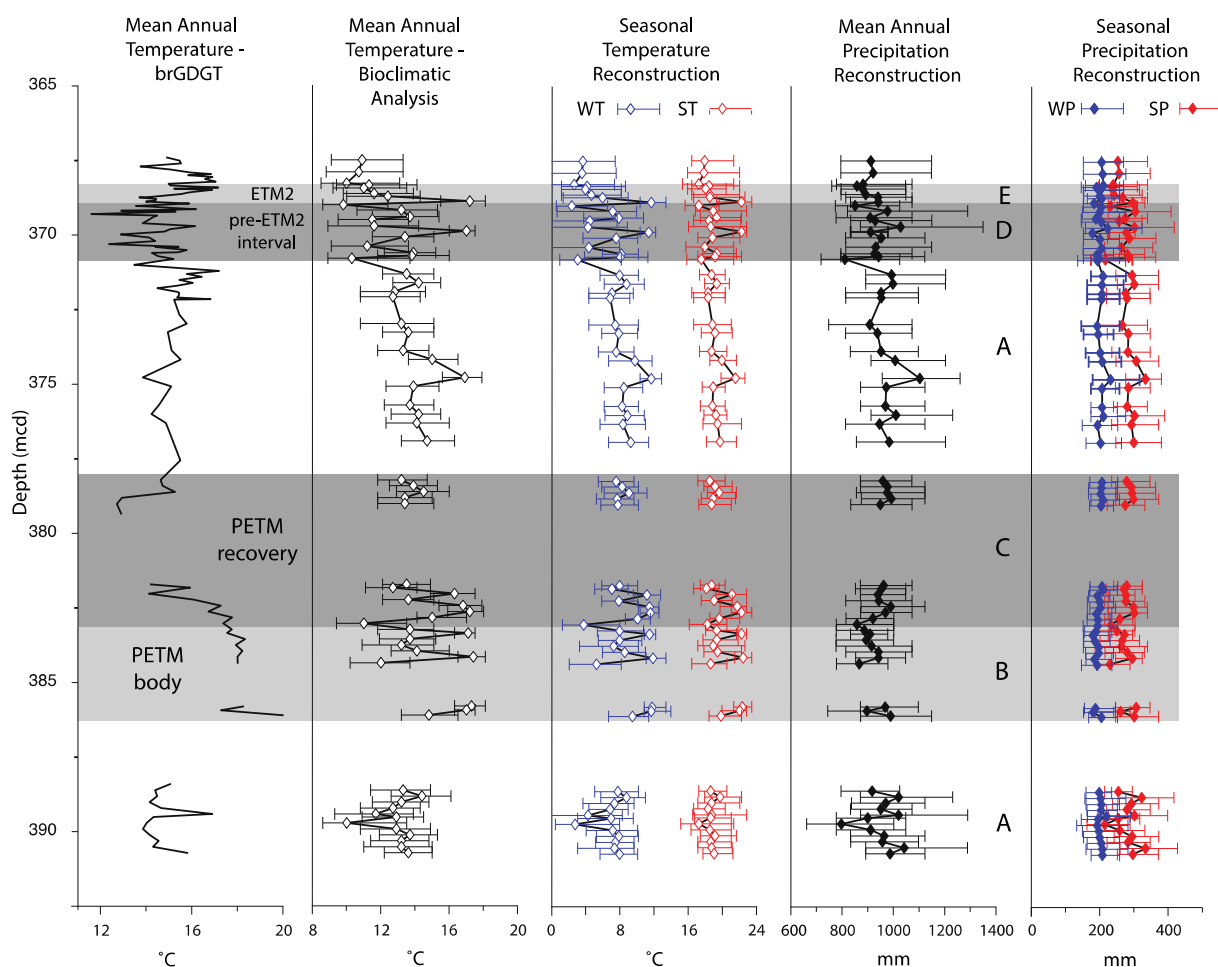 Mean Annual
Temperature -
brGDGT
Mean Annual
Temperature -
Bioclimatic
Analysis
Seasonal
Temperature
Reconstruction
Mean Annual
Precipitation
Reconstruction
Seasonal
Precipitation
Reconstruction
WT
ST
WP
SP
365
370
375
380
385
390
Depth (mcd)
ETM2
pre-ETM2
interval
PETM
recovery
PETM
body
E
D
A
C
B
A
12
16
20
8
12
16
20
0
8
16
24
600
800
1000
1200
1400
0
200
400
˚C
˚C
˚C
mm
mm